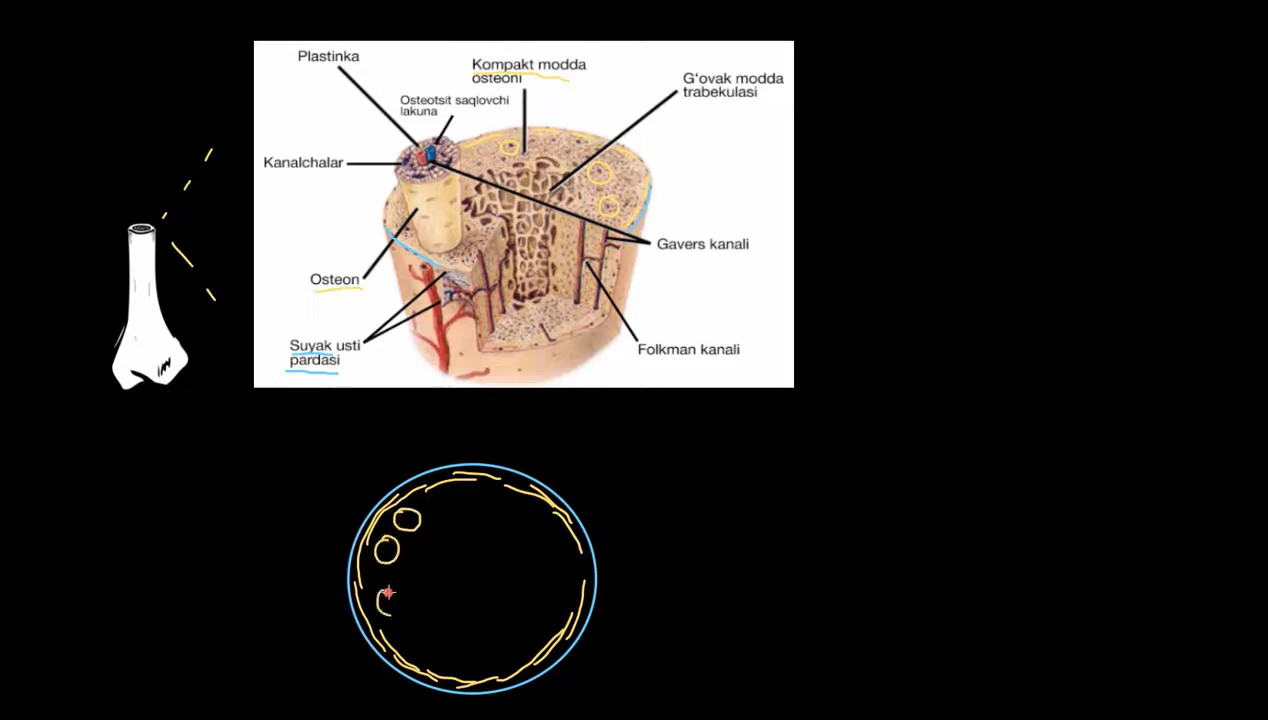 Plastinka
Kompakt modda
osteoni
G‘ovak modda
trabekulasi
Osteotsit saqlovchi
lakuna
Kanalchalar
Gavers kanali
Osteon
Suyak usti
pardasi
Folkman kanali